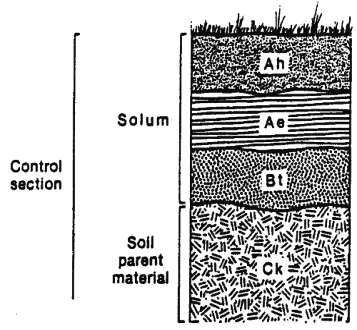 Ah
Solum
Ae
Control
section
Bt
Soil
parent
material
Ck